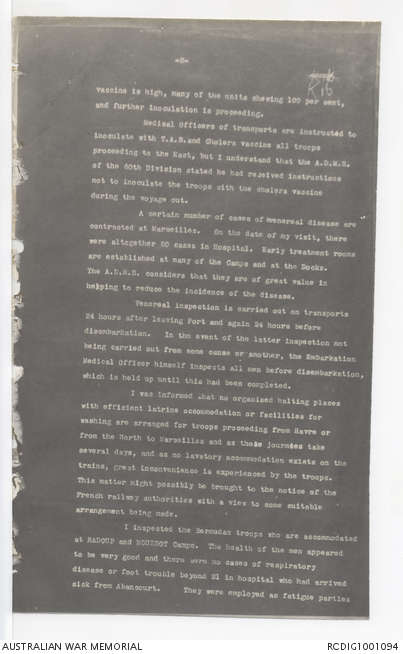 -2-
R16
vaccine is high, many of the units shewing 100 per cent,
and further inoculation is proceeding.
Medical Officers of transports are instructed to
inoculate with T.A.B. and Cholera vaccine all troops
proceeding to the East, but I understand that the A.D.M.S.
of the 60th Division stated he had received instructions
not to inoculate the troops with the cholera vaccine
during the voyage out.
A certain number of cases of venereal disease are
contracted at Marseilles. On the date of my visit, there
were altogether 60 cases in Hospital. Early treatment rooms
are established at many of the Camps and at the Docks.
The A.D.M.S. considers that they are of great value in
helping to reduce the incidence of the disease.
Venereal inspection is carried out on transports
24 hours after leaving Port and again 24 hours before
disembarkation. In the event of the latter inspection not
being carried out from some cause or another, the Embarkation
Medical Officer himself inspects all men before disembarkation,
which is held up until this had been completed.
I was informed that no organised halting places
with efficient latrine accommodation or facilities for
washing are arranged for troops proceeding from Havre or
from the North to Marseilles and as these journeys take
several days, and as no lavatory accommodation exists on the
trains, great inconvenience is experienced by the troops.
This matter might possibly be brought to the notice of the
French railway authorities with a view to some suitable
arrangement being made.
I inspected the Bermudan troops who are accommodated
at and MOUSSOT Camps. The health of the men appeared
to be very good and there were no cases of respiratory
disease or foot trouble beyond 21 in hospital who had arrived
sick from Abancourt. They were employed as fatigue parties
AUSTRALIAN WAR MEMORIAL
RCDIG1001094